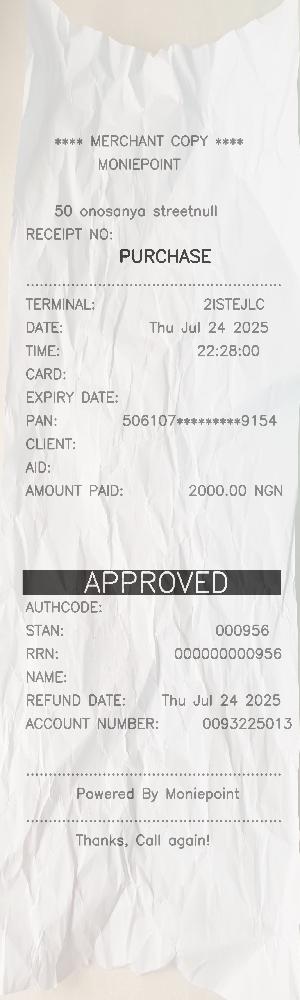 **** MERCHANT COPY ****
MONIEPOINT
50 onosanya streetnull
RECEIPT NO:
PURCHASE
TERMINAL: 2ISTEJLC
DATE: Thu Jul 24 2025
TIME: 22:28:00
CARD:
EXPIRY DATE:
PAN: 506107*********9154
CLIENT:
AID:
AMOUNT PAID: 2000.00 NGN
APPROVED
AUTHCODE:
STAN: 000956
RRN: 000000000956
NAME:
REFUND DATE: Thu Jul 24 2025
ACCOUNT NUMBER: 0093225013
Powered By Moniepoint
Thanks, Call again!